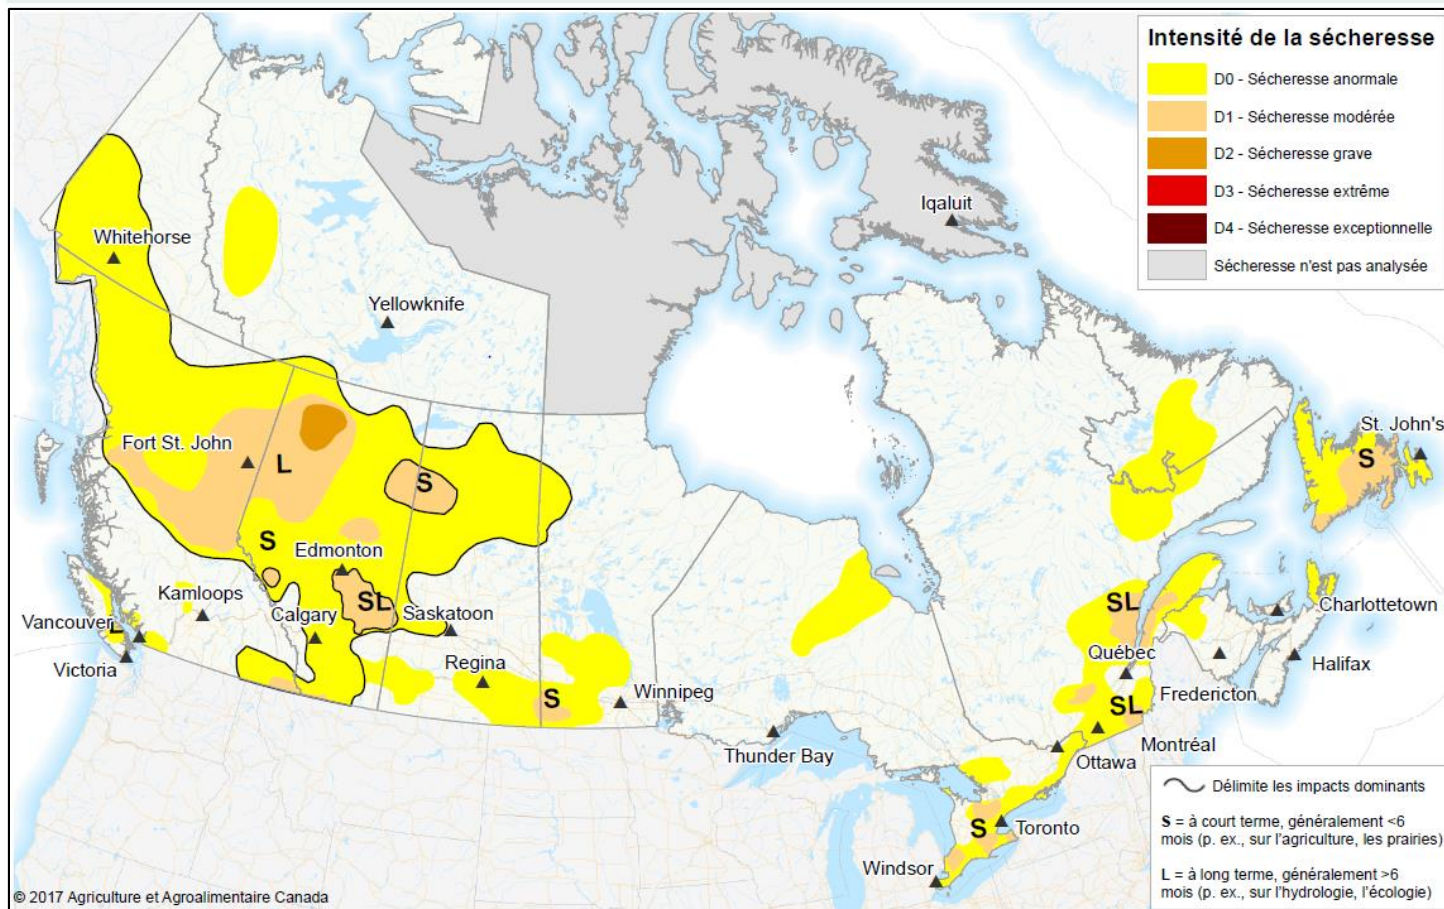 Intensité de la sécheresse
D0 - Sécheresse anormale
D1 - Sécheresse modérée
D2 - Sécheresse grave
D3 - Sécheresse extrême
D4 - Sécheresse exceptionnelle
Sécheresse n'est pas analysée
Iqaluit
Whitehorse
Yellowknife
Fort St. John
L
S
S
Edmonton
SL
Kamloops
Calgary
Saskatoon
Vancouver
L
Victoria
Regina
S
Winnipeg
Thunder Bay
St. John's
S
SL
Charlottetown
Québec
Halifax
SL
Fredericton
Montréal
Ottawa
S
Toronto
Windsor
Délimite les impacts dominants
S = à court terme, généralement <6
mois (p. ex., sur l'agriculture, les prairies)
L = à long terme, généralement >6
mois (p. ex., sur l'hydrologie, l'écologie)
© 2017 Agriculture et Agroalimentaire Canada